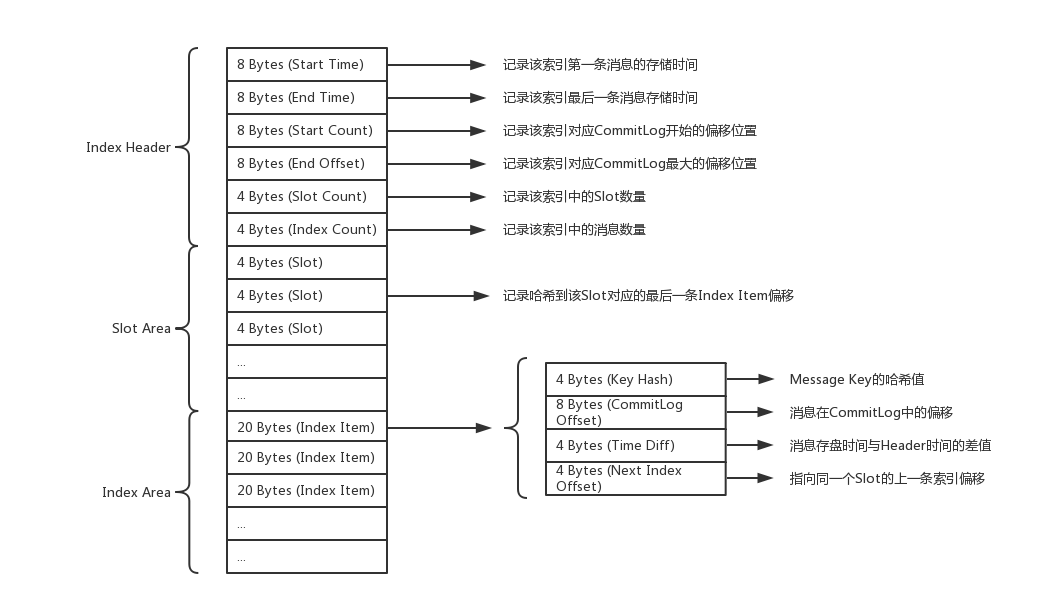 8 Bytes (Start Time)
记录该索引第一条消息的存储时间
8 Bytes (End Time)
记录该索引最后一条消息存储时间
8 Bytes (Start Count)
记录该索引对应CommitLog开始的偏移位置
Index Header
8 Bytes (End Offset)
记录该索引对应CommitLog最大的偏移位置
4 Bytes (Slot Count)
记录该索引中的Slot数量
4 Bytes (Index Count)
记录该索引中的消息数量
4 Bytes (Slot)
4 Bytes (Slot)
记录哈希到该Slot对应的最后一条Index Item偏移
Slot Area
4 Bytes (Slot)
...
...
20 Bytes (Index Item)
20 Bytes (Index Item)
Index Area
20 Bytes (Index Item)
...
...
4 Bytes (Key Hash)
Message Key的哈希值
8 Bytes (CommitLog
Offset)
消息在CommitLog中的偏移
4 Bytes (Time Diff)
消息存盘时间与Header时间的差值
4 Bytes (Next Index
Offset)
指向同一个Slot的上一条索引偏移